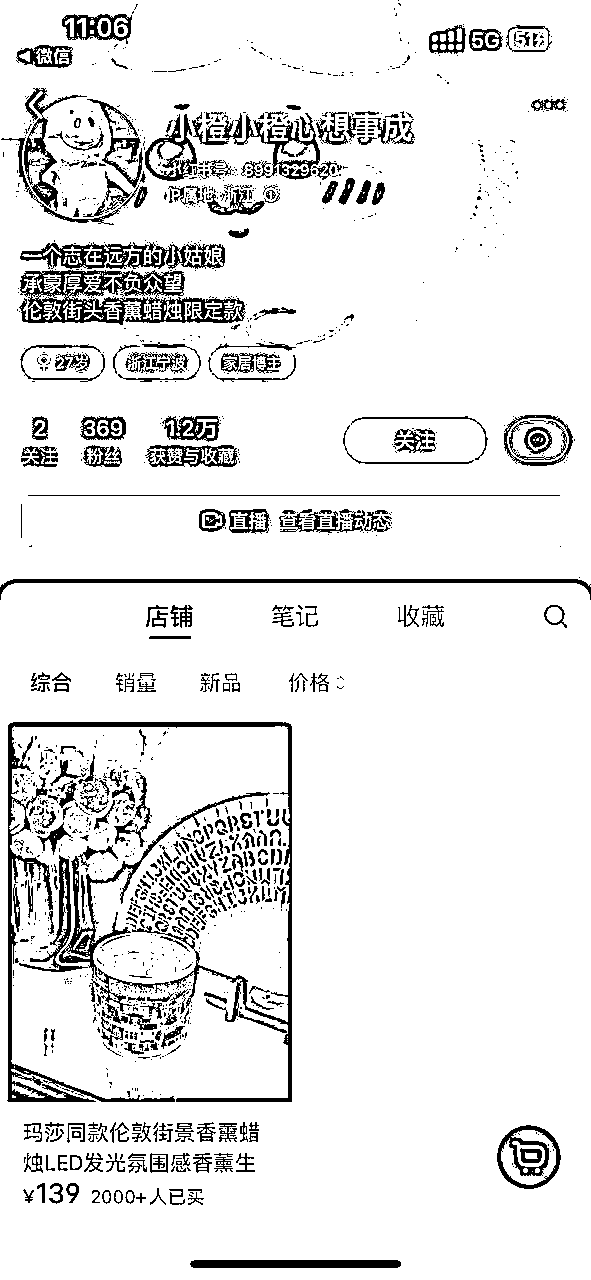 11:06
5G
微信
小橙小橙心想事成
小红书号：8991329620
IP属地：浙江
一个志在远方的小姑娘
承蒙厚爱不负众望
伦敦街头香薰蜡烛限定款
27岁 浙江宁波 家居博主
2 369 1.2万
关注 粉丝 获赞与收藏
关注
直播 查看直播动态
店铺 笔记 收藏
综合 销量 新品 价格
玛莎同款伦敦街景香薰蜡
烛LED发光氛围感香薰生
¥139 2000+人已买